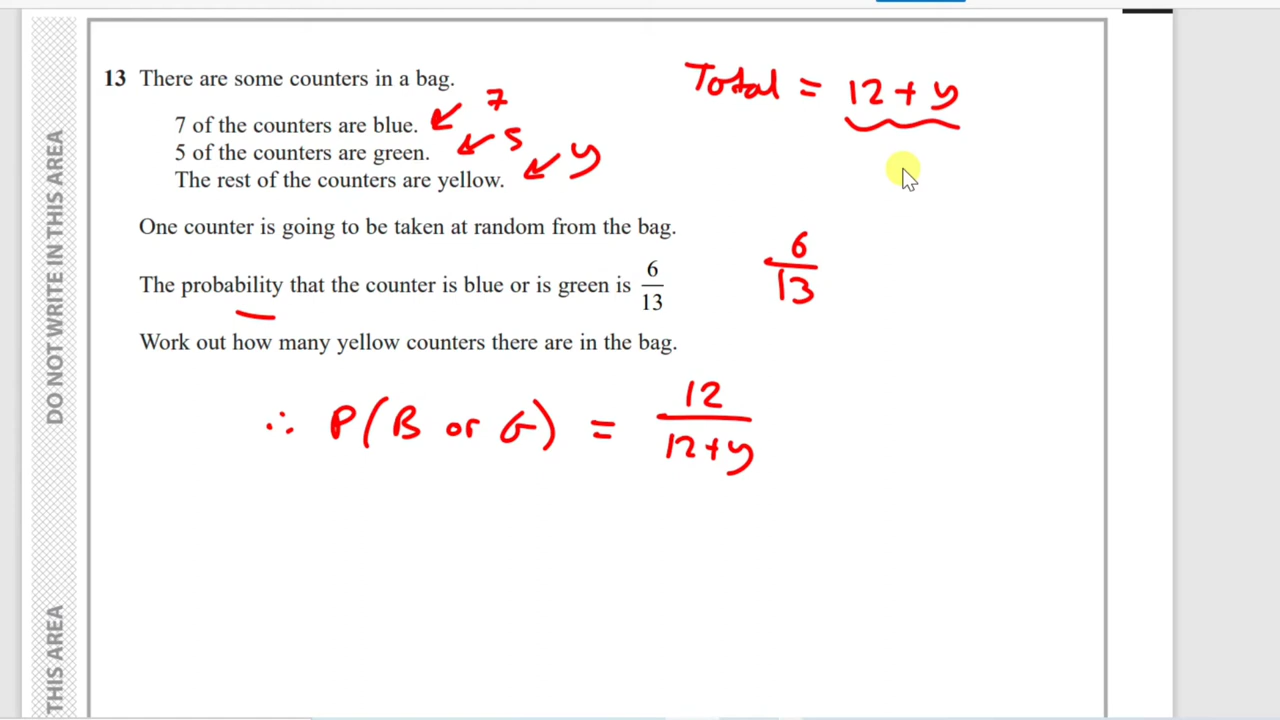 DO NOT WRITE IN THIS AREA
THIS AREA
13 There are some counters in a bag.
Total = 12 + y
7 of the counters are blue. 7
5 of the counters are green. 5
The rest of the counters are yellow. y
One counter is going to be taken at random from the bag.
The probability that the counter is blue or is green is 6/13
6/13
Work out how many yellow counters there are in the bag.
∴ P(B or G) = 12/12+y